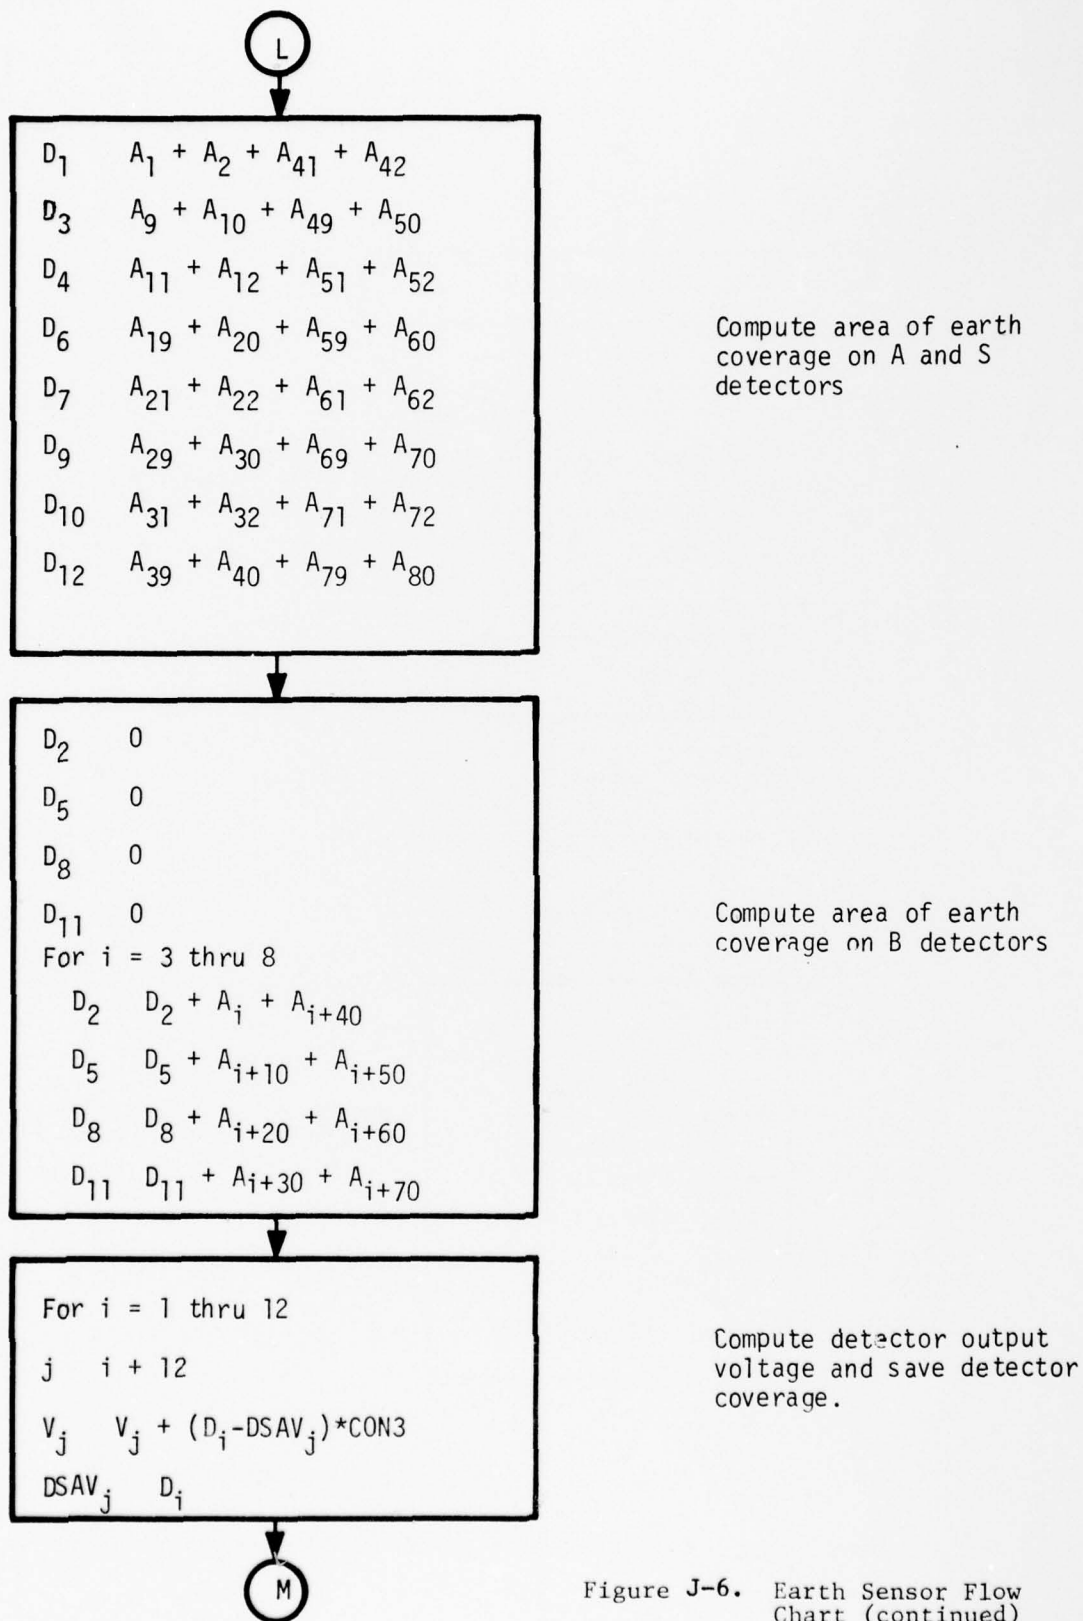 L
D₁ A₁ + A₂ + A₄₁ + A₄₂
D₃ A₉ + A₁₀ + A₄₉ + A₅₀
D₄ A₁₁ + A₁₂ + A₅₁ + A₅₂
D₆ A₁₉ + A₂₀ + A₅₉ + A₆₀
D₇ A₂₁ + A₂₂ + A₆₁ + A₆₂
D₉ A₂₉ + A₃₀ + A₆₉ + A₇₀
D₁₀ A₃₁ + A₃₂ + A₇₁ + A₇₂
D₁₂ A₃₉ + A₄₀ + A₇₉ + A₈₀
Compute area of earth
coverage on A and S
detectors
D₂ 0
D₅ 0
D₈ 0
D₁₁ 0
For i = 3 thru 8
D₂ D₂ + Aᵢ + Aᵢ₊₄₀
D₅ D₅ + Aᵢ₊₁₀ + Aᵢ₊₅₀
D₈ D₈ + Aᵢ₊₂₀ + Aᵢ₊₆₀
D₁₁ D₁₁ + Aᵢ₊₃₀ + Aᵢ₊₇₀
Compute area of earth
coverage on B detectors
For i = 1 thru 12
j i + 12
Vⱼ Vⱼ + (Dᵢ-DSAVⱼ)*CON3
DSAVⱼ Dᵢ
Compute detector output
voltage and save detector
coverage.
M
Figure J-6. Earth Sensor Flow
Chart (continued)